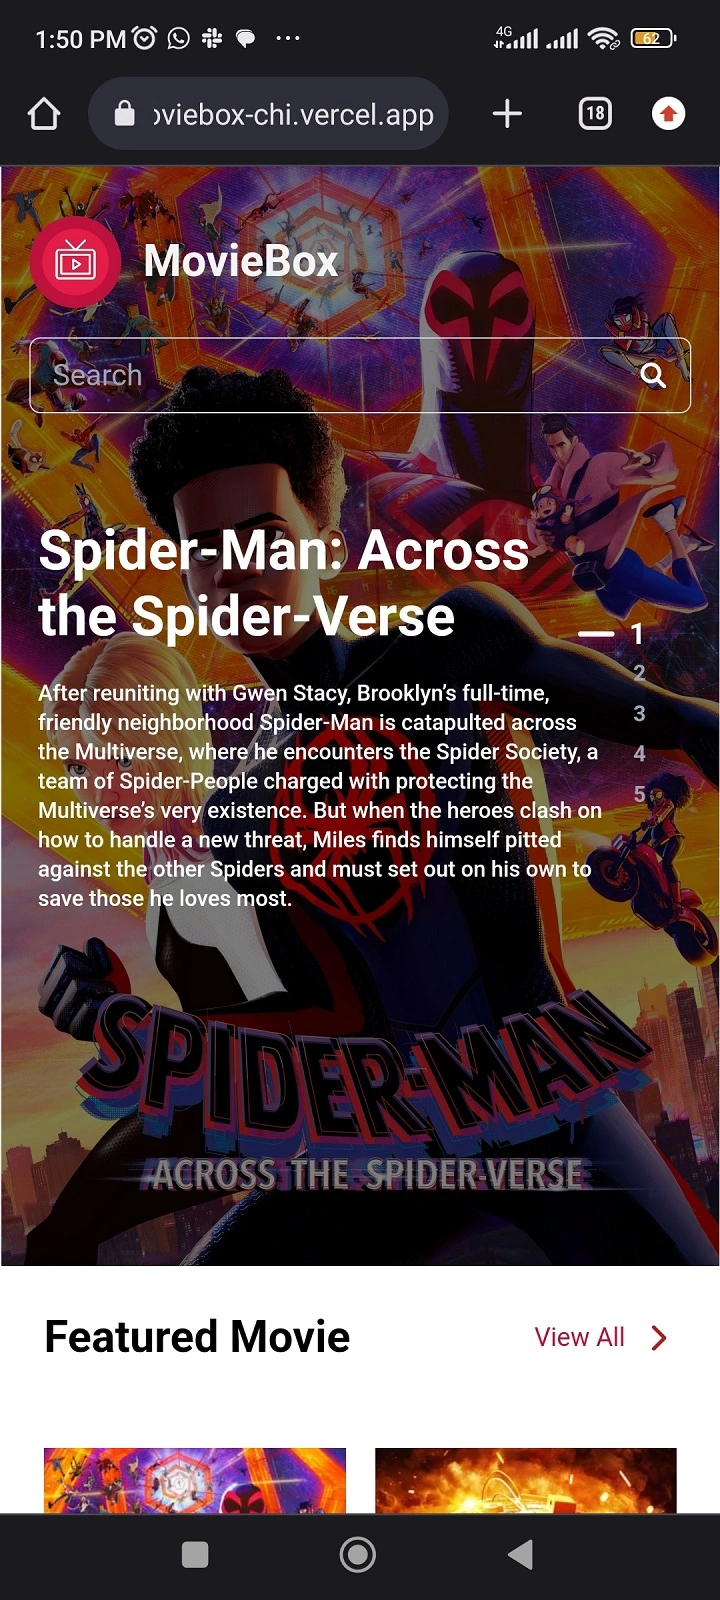 1:50 PM
4G
62
oviebox-chi.vercel.app
18
MovieBox
Search
Spider-Man: Across
the Spider-Verse
1
2
3
4
5
After reuniting with Gwen Stacy, Brooklyn's full-time,
friendly neighborhood Spider-Man is catapulted across
the Multiverse, where he encounters the Spider Society, a
team of Spider-People charged with protecting the
Multiverse's very existence. But when the heroes clash on
how to handle a new threat, Miles finds himself pitted
against the other Spiders and must set out on his own to
save those he loves most.
SPIDER-MAN
ACROSS THE SPIDER-VERSE
Featured Movie
View All